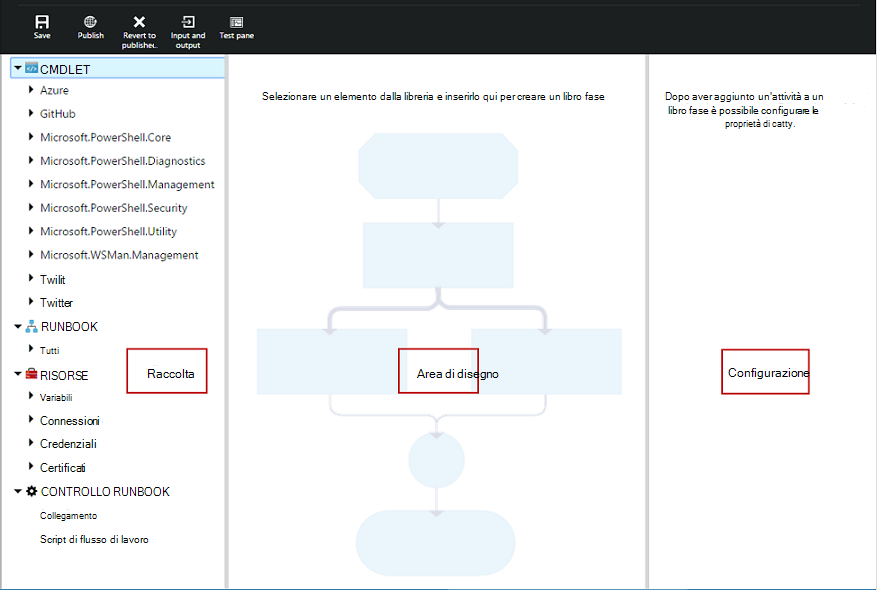 Save
Publish
Revert to
publishe..
Input and
output
Test pane
CMDLET
Azure
GitHub
Microsoft.PowerShell.Core
Microsoft.PowerShell.Diagnostics
Microsoft.PowerShell.Management
Microsoft.PowerShell.Security
Microsoft.PowerShell.Utility
Microsoft.WSMan.Management
Twilit
Twitter
RUNBOOK
Tutti
RISORSE
Variabili
Connessioni
Credenziali
Certificati
CONTROLLO RUNBOOK
Collegamento
Script di flusso di lavoro
Raccolta
Selezionare un elemento dalla libreria e inserirlo qui per creare un libro fase
Area di disegno
Dopo aver aggiunto un'attività a un
libro fase è possibile configurare le
proprietà di catty.
Configurazione